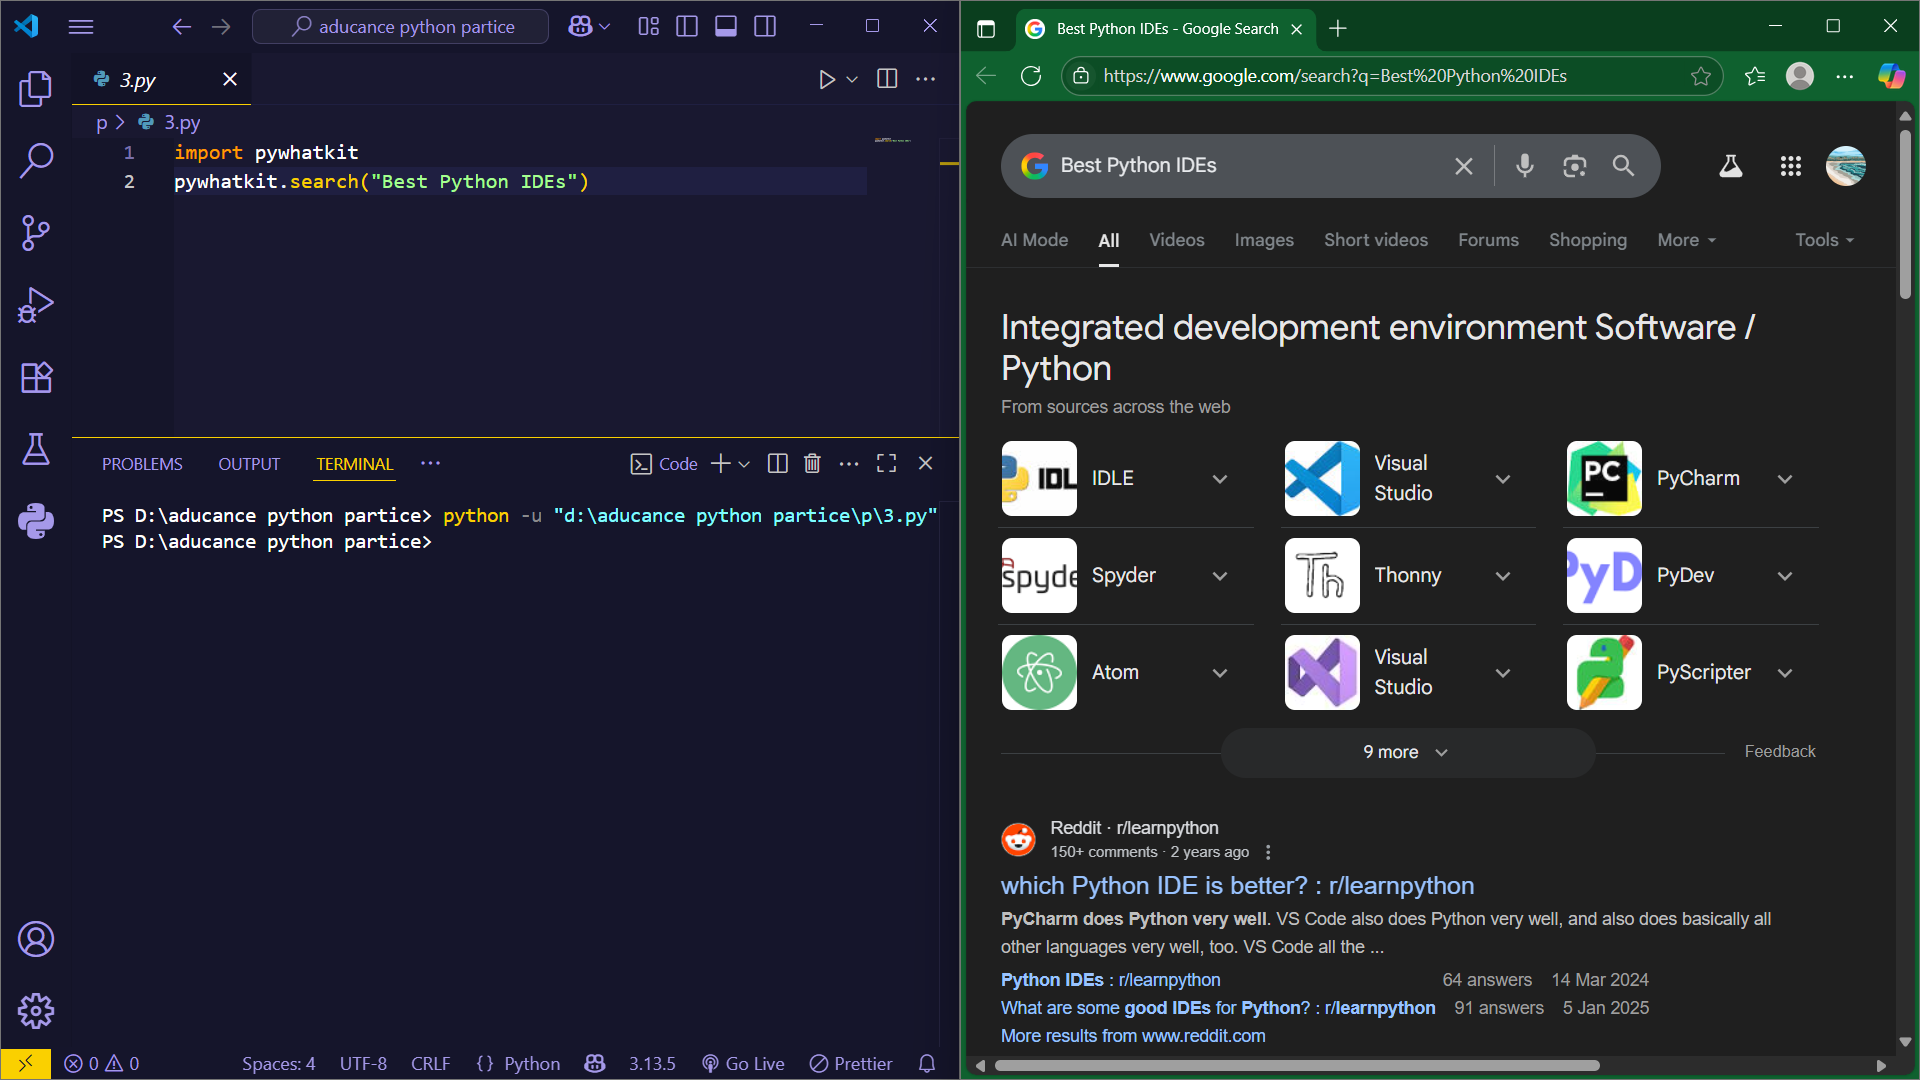 aducance python partice
3.py
p > 3.py
1 import pywhatkit
2 pywhatkit.search("Best Python IDEs")
PROBLEMS OUTPUT TERMINAL ... Code
PS D:\aducance python partice> python -u "d:\aducance python partice\p\3.py"
PS D:\aducance python partice>
0 0 Spaces: 4 UTF-8 CRLF {} Python 3.13.5 Go Live Prettier
Best Python IDEs - Google Search
https://www.google.com/search?q=Best%20Python%20IDEs
Best Python IDEs
AI Mode All Videos Images Short videos Forums Shopping More Tools
Integrated development environment Software /
Python
From sources across the web
IDL IDLE
Visual
Studio
PC PyCharm
spyde Spyder
Th Thonny
PyD PyDev
Atom
Visual
Studio
PyScripter
9 more
Feedback
Reddit · r/learnpython
150+ comments · 2 years ago
which Python IDE is better? : r/learnpython
PyCharm does Python very well. VS Code also does Python very well, and also does basically all
other languages very well, too. VS Code all the ...
Python IDEs : r/learnpython 64 answers 14 Mar 2024
What are some good IDEs for Python? : r/learnpython 91 answers 5 Jan 2025
More results from www.reddit.com